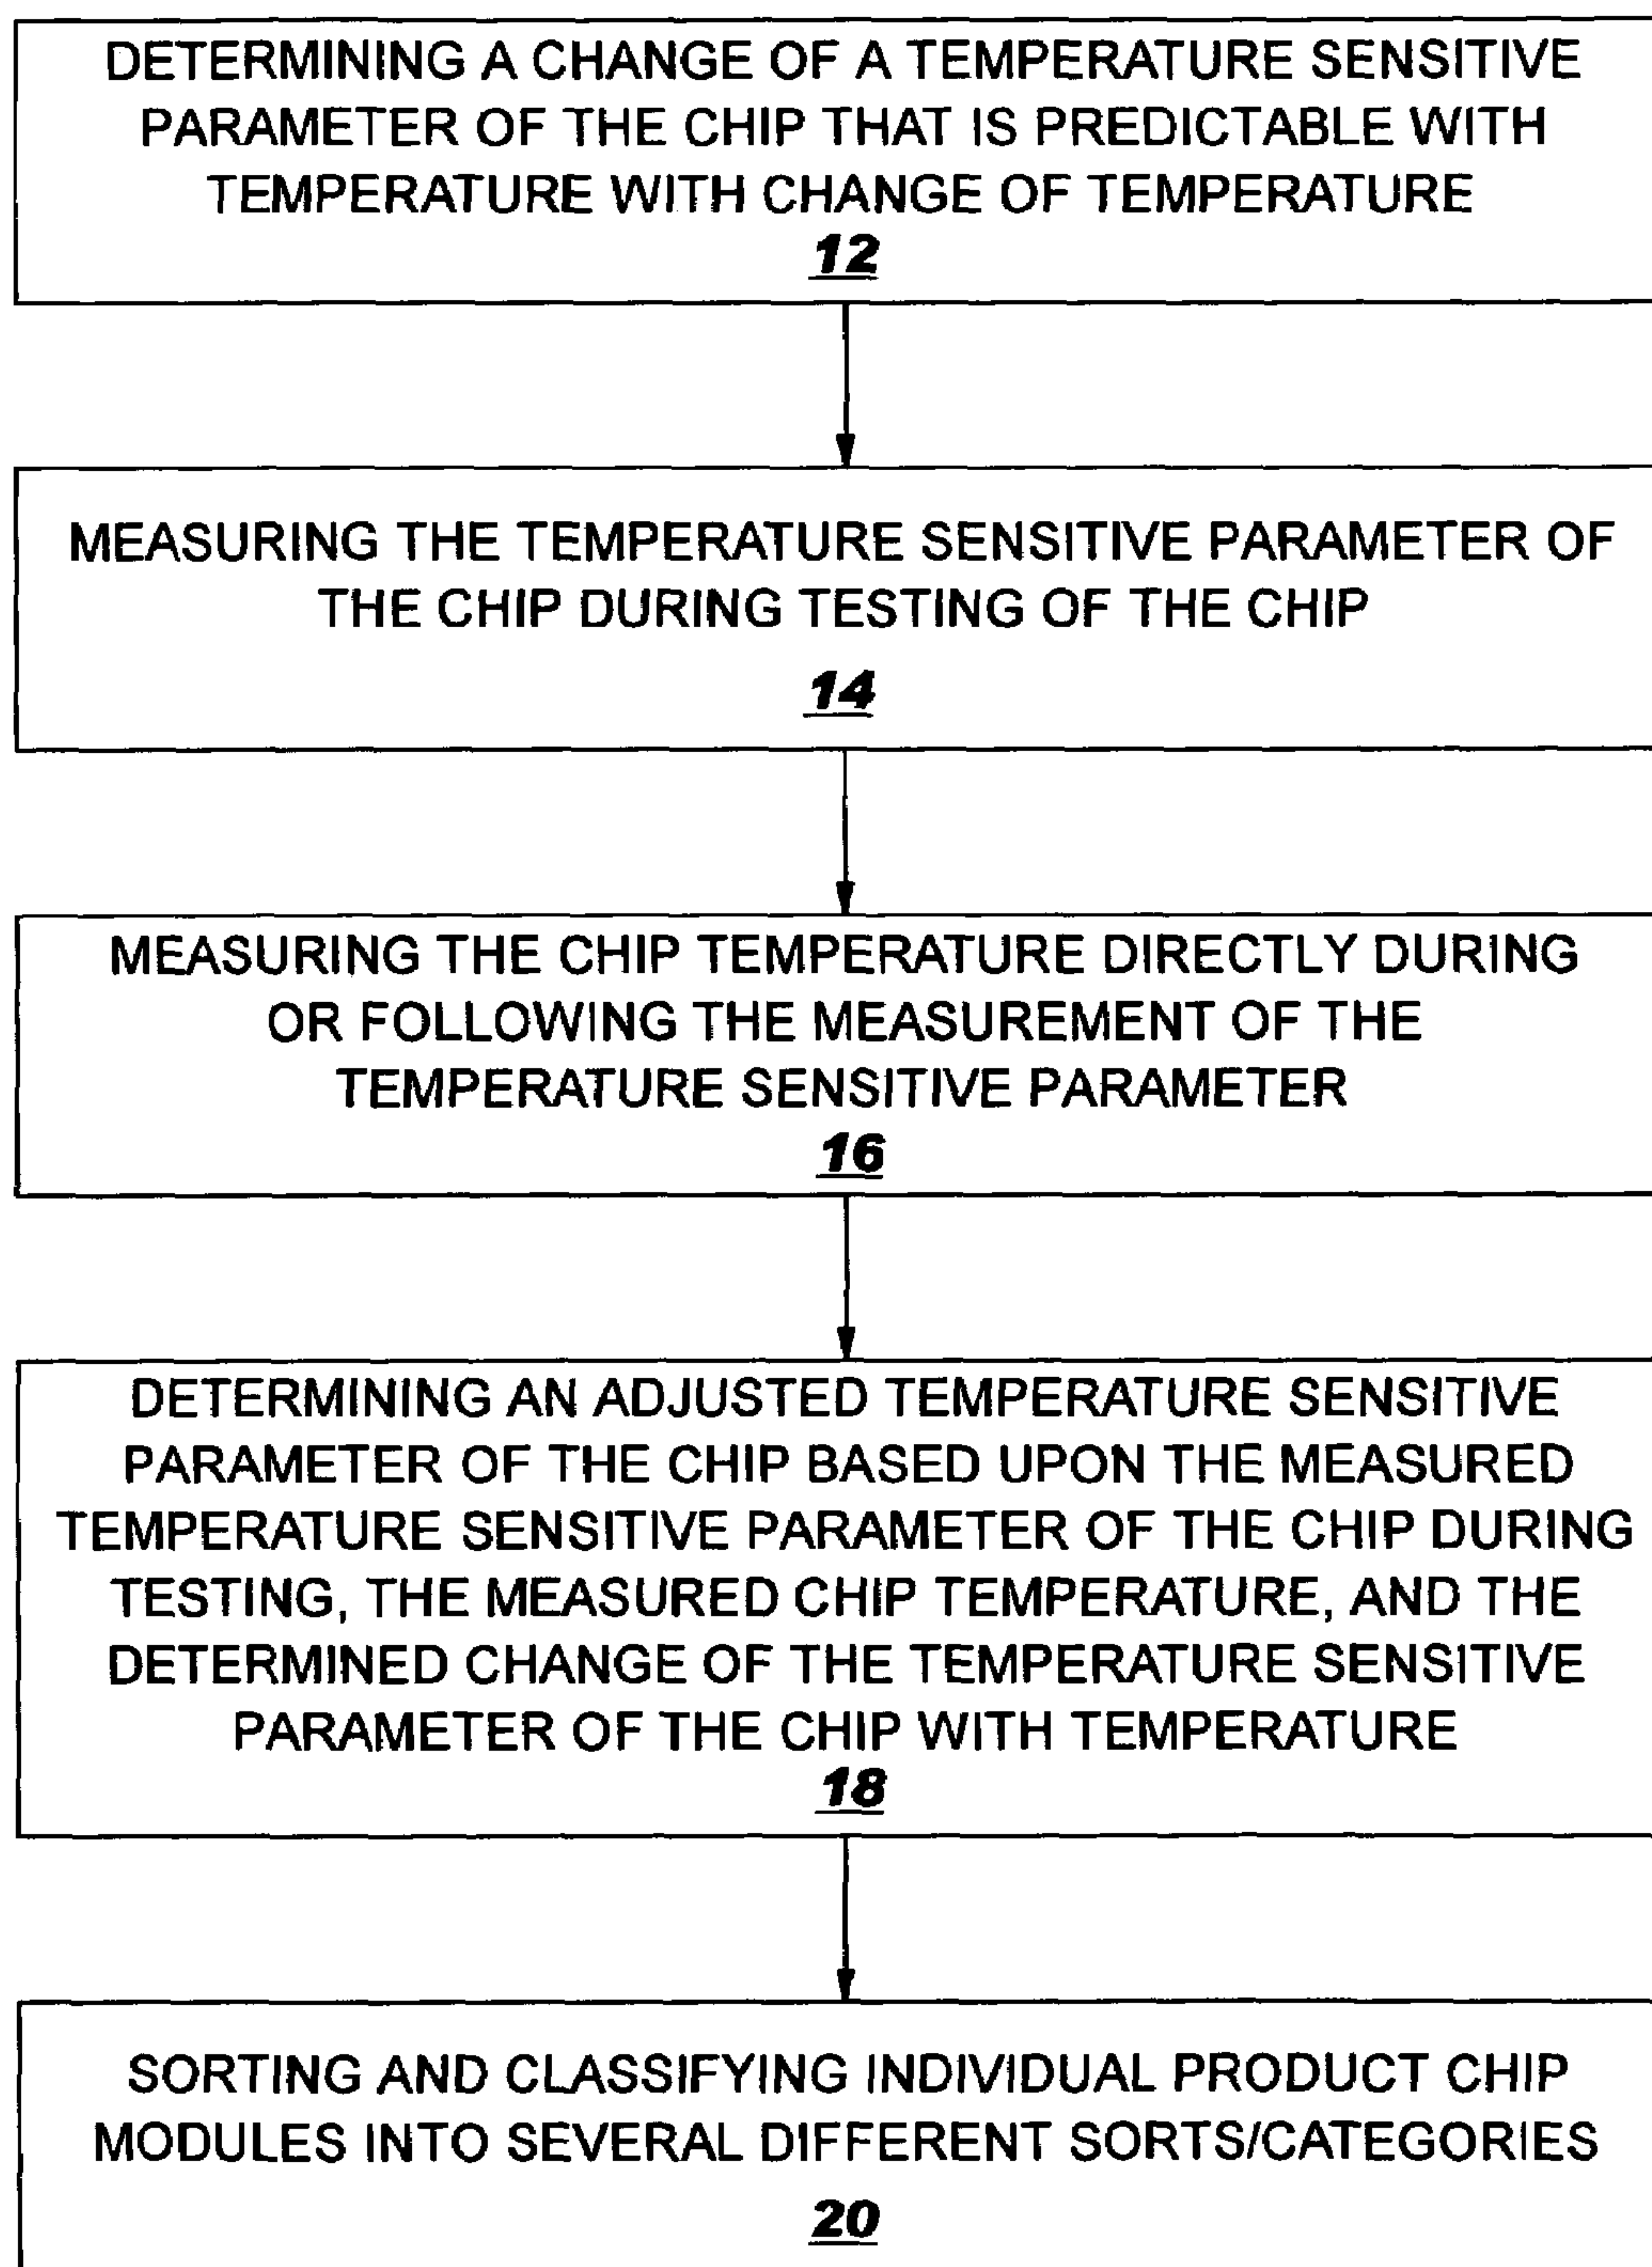 DETERMINING A CHANGE OF A TEMPERATURE SENSITIVE
PARAMETER OF THE CHIP THAT IS PREDICTABLE WITH
TEMPERATURE WITH CHANGE OF TEMPERATURE
12
MEASURING THE TEMPERATURE SENSITIVE PARAMETER OF
THE CHIP DURING TESTING OF THE CHIP
14
MEASURING THE CHIP TEMPERATURE DIRECTLY DURING
OR FOLLOWING THE MEASUREMENT OF THE
TEMPERATURE SENSITIVE PARAMETER
16
DETERMINING AN ADJUSTED TEMPERATURE SENSITIVE
PARAMETER OF THE CHIP BASED UPON THE MEASURED
TEMPERATURE SENSITIVE PARAMETER OF THE CHIP DURING
TESTING, THE MEASURED CHIP TEMPERATURE, AND THE
DETERMINED CHANGE OF THE TEMPERATURE SENSITIVE
PARAMETER OF THE CHIP WITH TEMPERATURE
18
SORTING AND CLASSIFYING INDIVIDUAL PRODUCT CHIP
MODULES INTO SEVERAL DIFFERENT SORTS/CATEGORIES
20